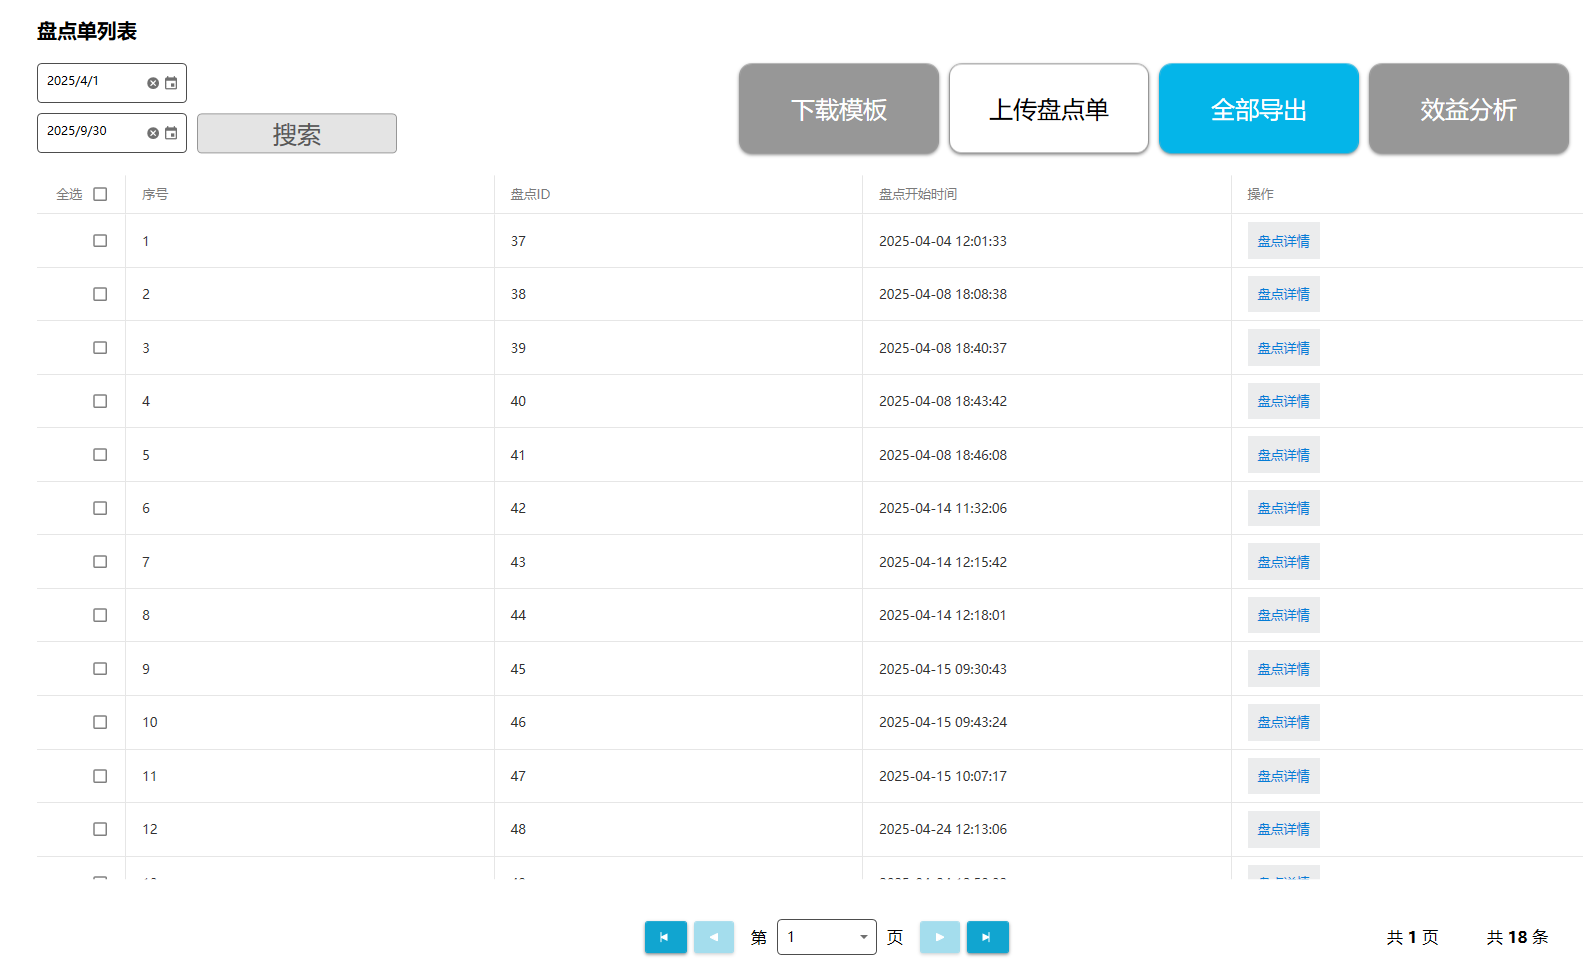 盘点单列表
2025/4/1
2025/9/30
搜索
下载模板 上传盘点单 全部导出 效益分析
全选 序号 盘点ID 盘点开始时间 操作
1 37 2025-04-04 12:01:33 盘点详情
2 38 2025-04-08 18:08:38 盘点详情
3 39 2025-04-08 18:40:37 盘点详情
4 40 2025-04-08 18:43:42 盘点详情
5 41 2025-04-08 18:46:08 盘点详情
6 42 2025-04-14 11:32:06 盘点详情
7 43 2025-04-14 12:15:42 盘点详情
8 44 2025-04-14 12:18:01 盘点详情
9 45 2025-04-15 09:30:43 盘点详情
10 46 2025-04-15 09:43:24 盘点详情
11 47 2025-04-15 10:07:17 盘点详情
12 48 2025-04-24 12:13:06 盘点详情
第 1 页 共 1 页 共 18 条